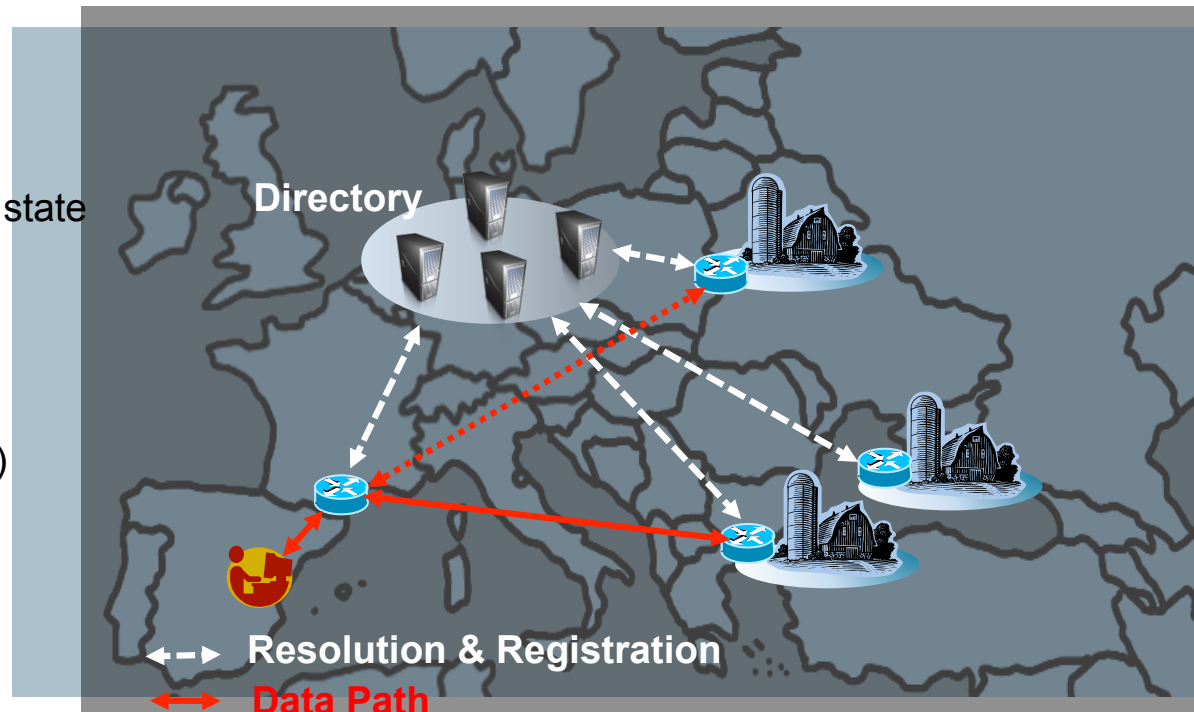 state
Directory
)
Resolution & Registration
Data Path